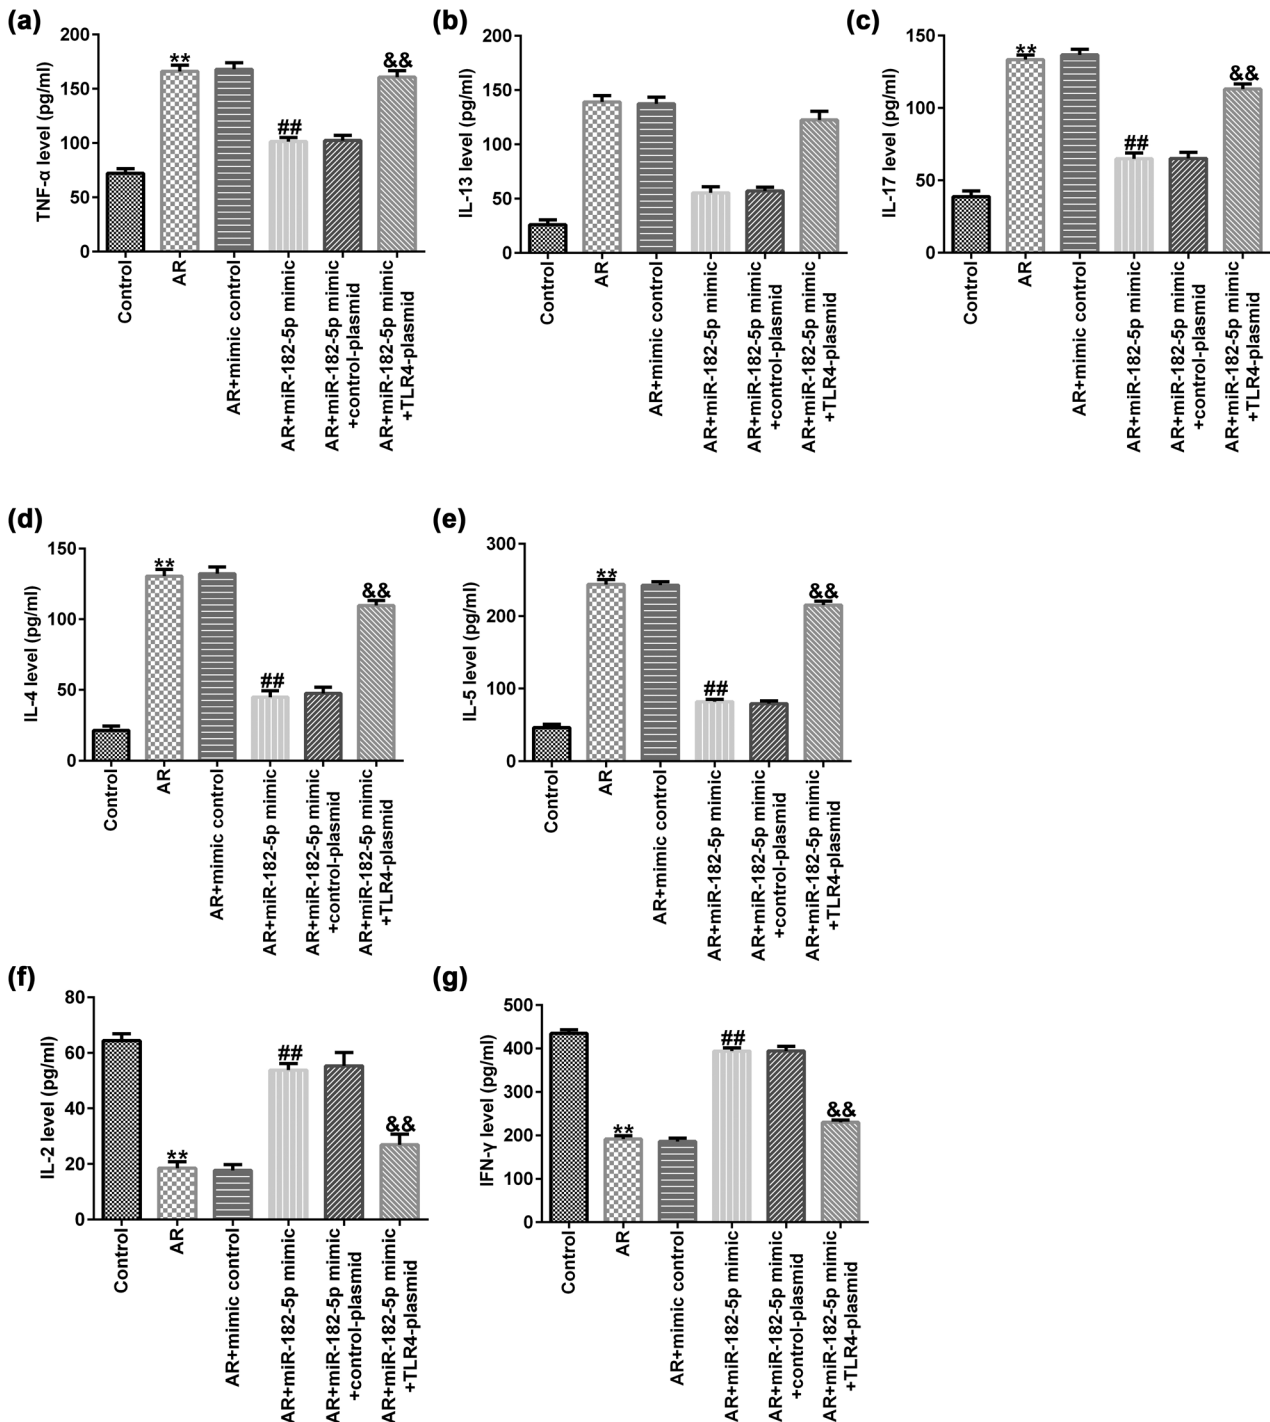 (a)
TNF-α level (pg/ml)
200
150
100
50
0
**
##
&&
Control
AR
AR+mimic control
AR+miR-182-5p mimic
AR+miR-182-5p mimic
+control-plasmid
AR+miR-182-5p mimic
+TLR4-plasmid
(b)
IL-13 level (pg/ml)
200
150
100
50
0
Control
AR
AR+mimic control
AR+miR-182-5p mimic
AR+miR-182-5p mimic
+control-plasmid
AR+miR-182-5p mimic
+TLR4-plasmid
(c)
IL-17 level (pg/ml)
150
100
50
0
**
##
&&
Control
AR
AR+mimic control
AR+miR-182-5p mimic
AR+miR-182-5p mimic
+control-plasmid
AR+miR-182-5p mimic
+TLR4-plasmid
(d)
IL-4 level (pg/ml)
150
100
50
0
**
##
&&
Control
AR
AR+mimic control
AR+miR-182-5p mimic
AR+miR-182-5p mimic
+control-plasmid
AR+miR-182-5p mimic
+TLR4-plasmid
(e)
IL-5 level (pg/ml)
300
200
100
0
**
##
&&
Control
AR
AR+mimic control
AR+miR-182-5p mimic
AR+miR-182-5p mimic
+control-plasmid
AR+miR-182-5p mimic
+TLR4-plasmid
(f)
IL-2 level (pg/ml)
80
60
40
20
0
**
##
&&
Control
AR
AR+mimic control
AR+miR-182-5p mimic
AR+miR-182-5p mimic
+control-plasmid
AR+miR-182-5p mimic
+TLR4-plasmid
(g)
IFN-γ level (pg/ml)
500
400
300
200
100
0
**
##
&&
Control
AR
AR+mimic control
AR+miR-182-5p mimic
AR+miR-182-5p mimic
+control-plasmid
AR+miR-182-5p mimic
+TLR4-plasmid